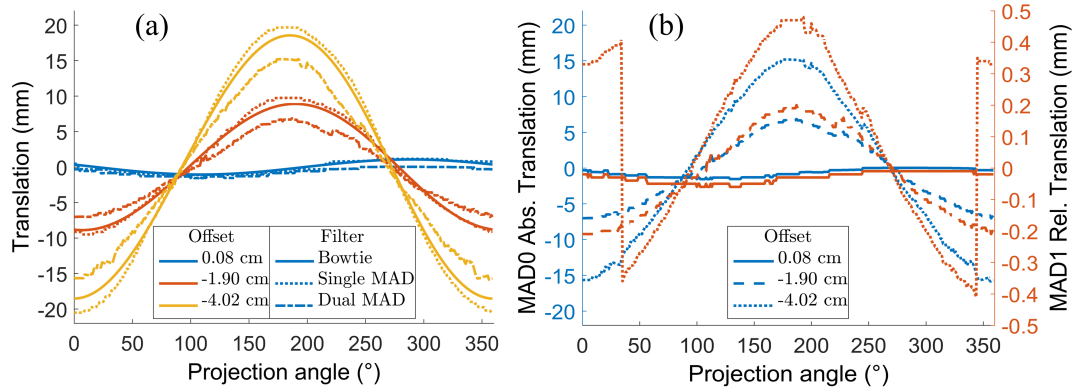 (a)
Translation (mm)
20
15
10
5
0
-5
-10
-15
-20
0
50
100
150
200
250
300
350
Projection angle (°)
Offset
0.08 cm
-1.90 cm
-4.02 cm
Filter
Bowtie
Single MAD
Dual MAD
(b)
MAD0 Abs. Translation (mm)
20
15
10
5
0
-5
-10
-15
-20
0
50
100
150
200
250
300
350
Projection angle (°)
Offset
0.08 cm
-1.90 cm
-4.02 cm
MAD1 Rel. Translation (mm)
0.5
0.4
0.3
0.2
0.1
0
-0.1
-0.2
-0.3
-0.4
-0.5